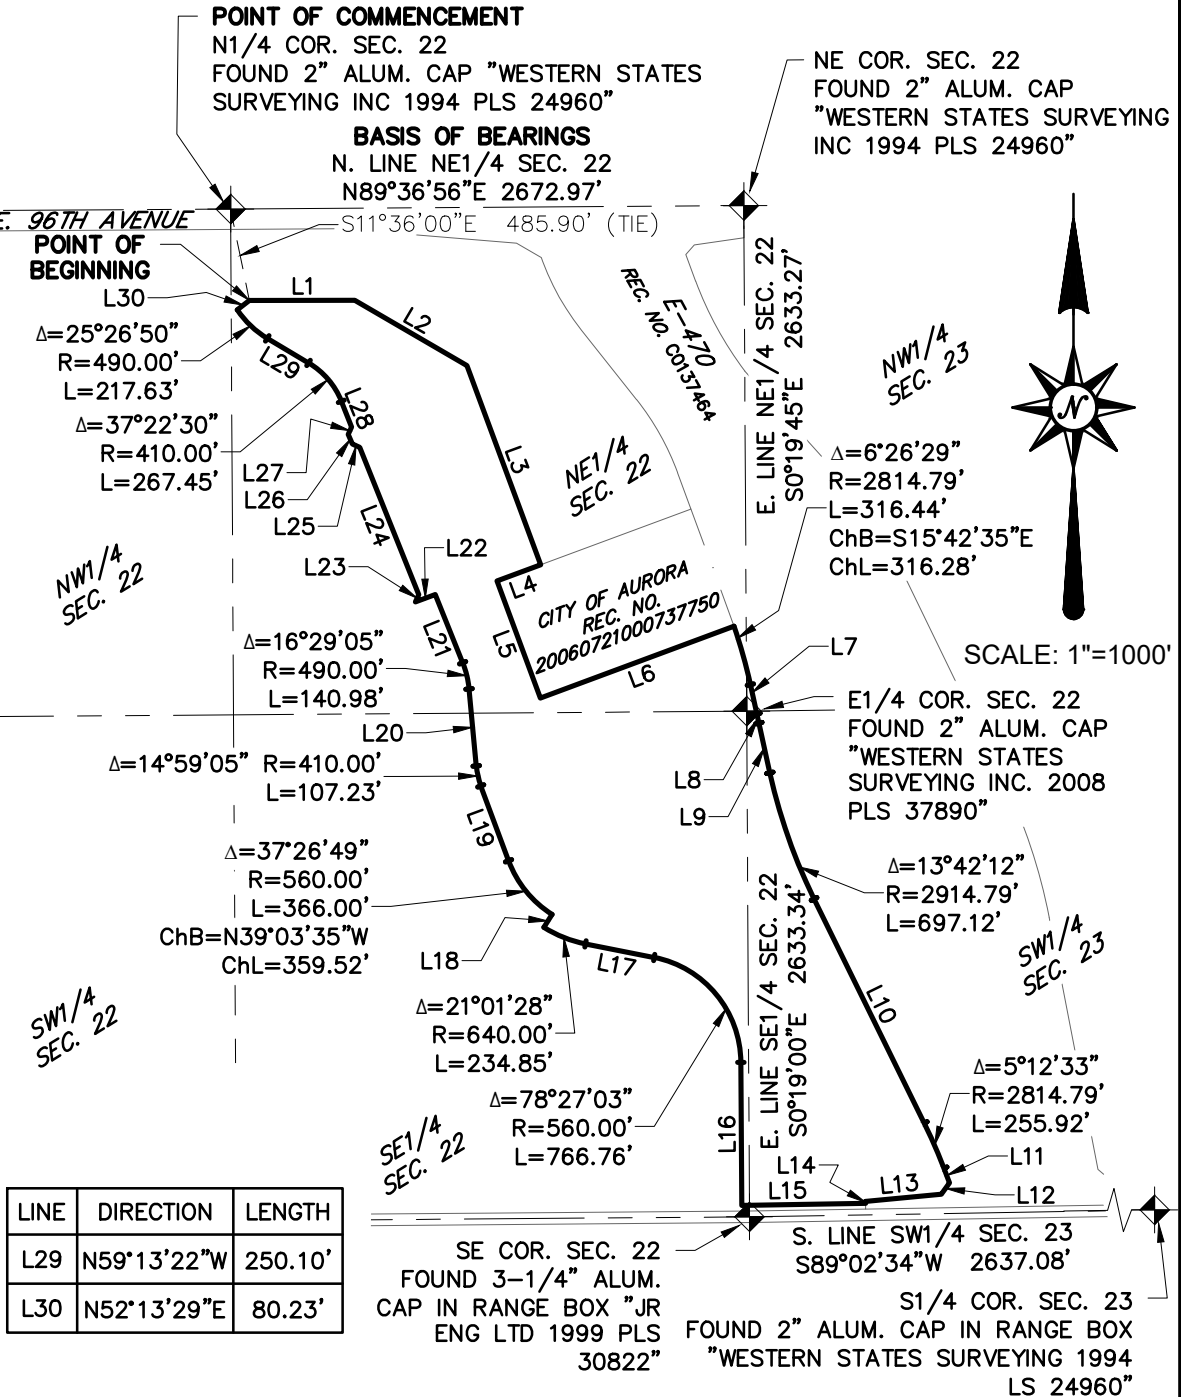 POINT OF COMMENCEMENT
N1/4 COR. SEC. 22
FOUND 2" ALUM. CAP "WESTERN STATES
SURVEYING INC 1994 PLS 24960"
NE COR. SEC. 22
FOUND 2" ALUM. CAP
"WESTERN STATES SURVEYING
INC 1994 PLS 24960"
BASIS OF BEARINGS
N. LINE NE1/4 SEC. 22
N89°36'56"E 2672.97'
E. 96TH AVENUE
S11°36'00"E 485.90' (TIE)
POINT OF
BEGINNING
L30
L1
L2
Δ=25°26'50"
R=490.00'
L=217.63'
L29
L28
Δ=37°22'30"
R=410.00'
L=267.45'
L27
L26
L25
L3
E-470
REC. NO. C0137464
E. LINE NE1/4 SEC. 22
S0°19'45"E 2633.27'
NW1/4
SEC. 23
N
NE1/4
SEC. 22
Δ=6°26'29"
R=2814.79'
L=316.44'
ChB=S15°42'35"E
ChL=316.28'
L24
L23
L22
L4
L5
CITY OF AURORA
REC. NO.
2006072100737750
L6
NW1/4
SEC. 22
L21
Δ=16°29'05"
R=490.00'
L=140.98'
L7
SCALE: 1"=1000'
E1/4 COR. SEC. 22
FOUND 2" ALUM. CAP
"WESTERN STATES
SURVEYING INC. 2008
PLS 37890"
L20
L8
L9
Δ=14°59'05" R=410.00'
L=107.23'
L19
Δ=37°26'49"
R=560.00'
L=366.00'
ChB=N39°03'35"W
ChL=359.52'
L18
L17
Δ=13°42'12"
R=2914.79'
L=697.12'
E. LINE SE1/4 SEC. 22
S0°19'00"E 2633.34'
SW1/4
SEC. 23
L10
SW1/4
SEC. 22
Δ=21°01'28"
R=640.00'
L=234.85'
Δ=78°27'03"
R=560.00'
L=766.76'
L16
Δ=5°12'33"
R=2814.79'
L=255.92'
SE1/4
SEC. 22
L11
L12
L14
L15
L13
LINE DIRECTION LENGTH
L29 N59°13'22"W 250.10'
L30 N52°13'29"E 80.23'
S. LINE SW1/4 SEC. 23
S89°02'34"W 2637.08'
SE COR. SEC. 22
FOUND 3-1/4" ALUM.
CAP IN RANGE BOX "JR
ENG LTD 1999 PLS
30822"
S1/4 COR. SEC. 23
FOUND 2" ALUM. CAP IN RANGE BOX
"WESTERN STATES SURVEYING 1994
LS 24960"